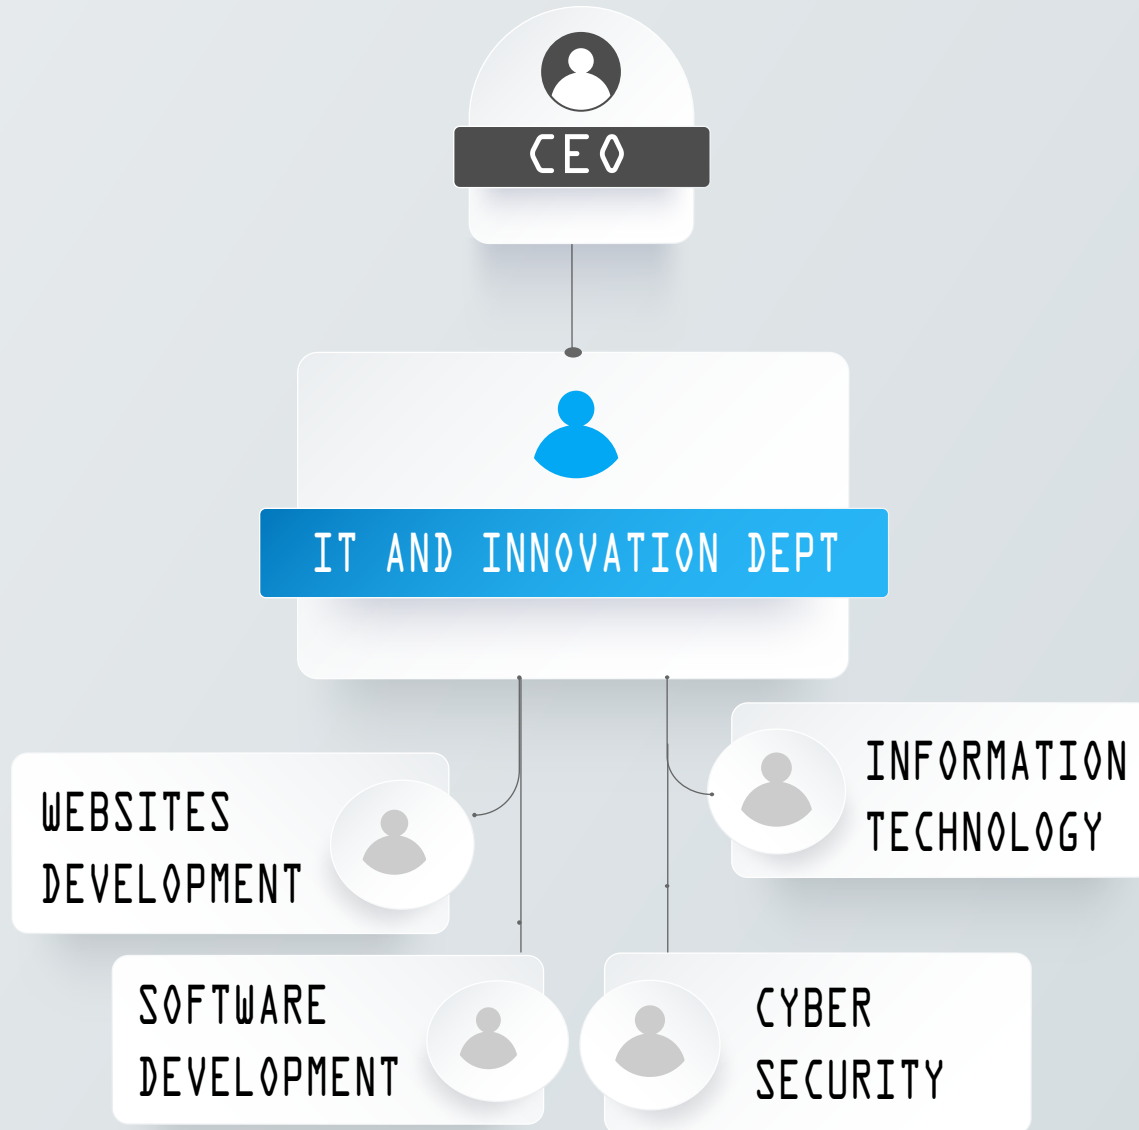 CEO
IT AND INNOVATION DEPT
INFORMATION
TECHNOLOGY
WEBSITES
DEVELOPMENT
SOFTWARE
DEVELOPMENT
CYBER
SECURITY